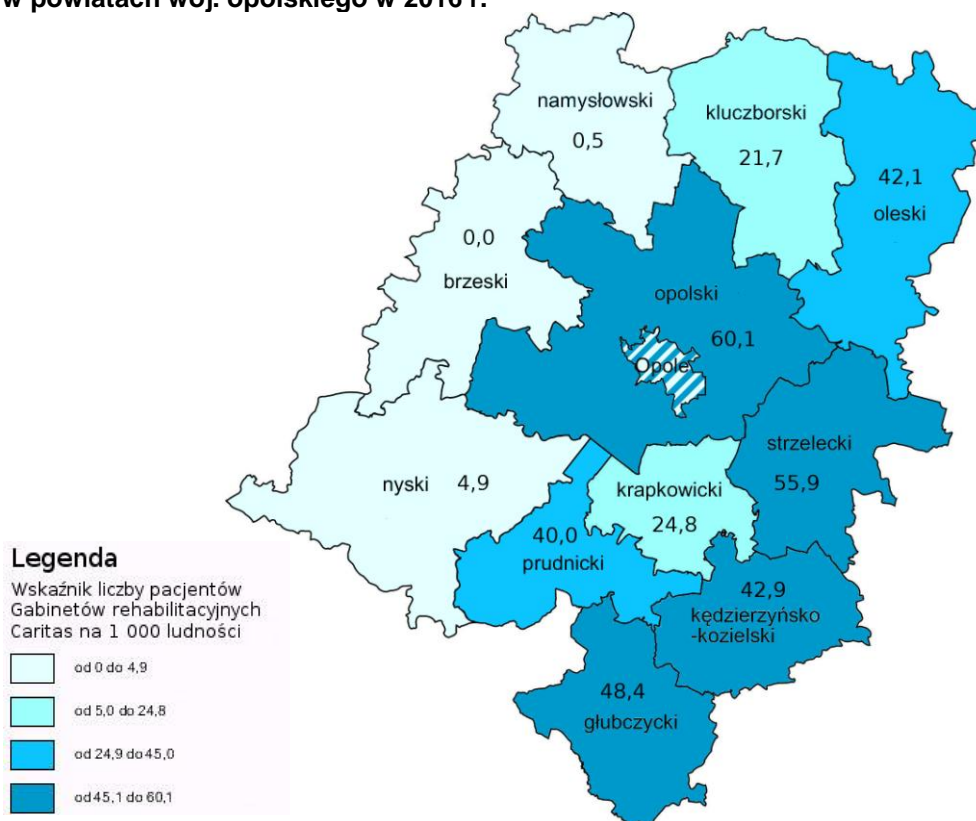 w powiatach woj. opolskiego w 2016 r.
namysłowski
0,5
kluczborski
21,7
42,1
oleski
0,0
brzeski
opolski
60,1
Opole
strzelecki
55,9
nyski 4,9
krapkowicki
24,8
40,0
prudnicki
42,9
kędzierzyńsko
-kozielski
48,4
głubczycki
Legenda
Wskaźnik liczby pacjentów
Gabinetów rehabilitacyjnych
Caritas na 1 000 ludności
od 0 do 4,9
od 5,0 do 24,8
od 24,9 do 45,0
od 45,1 do 60,1